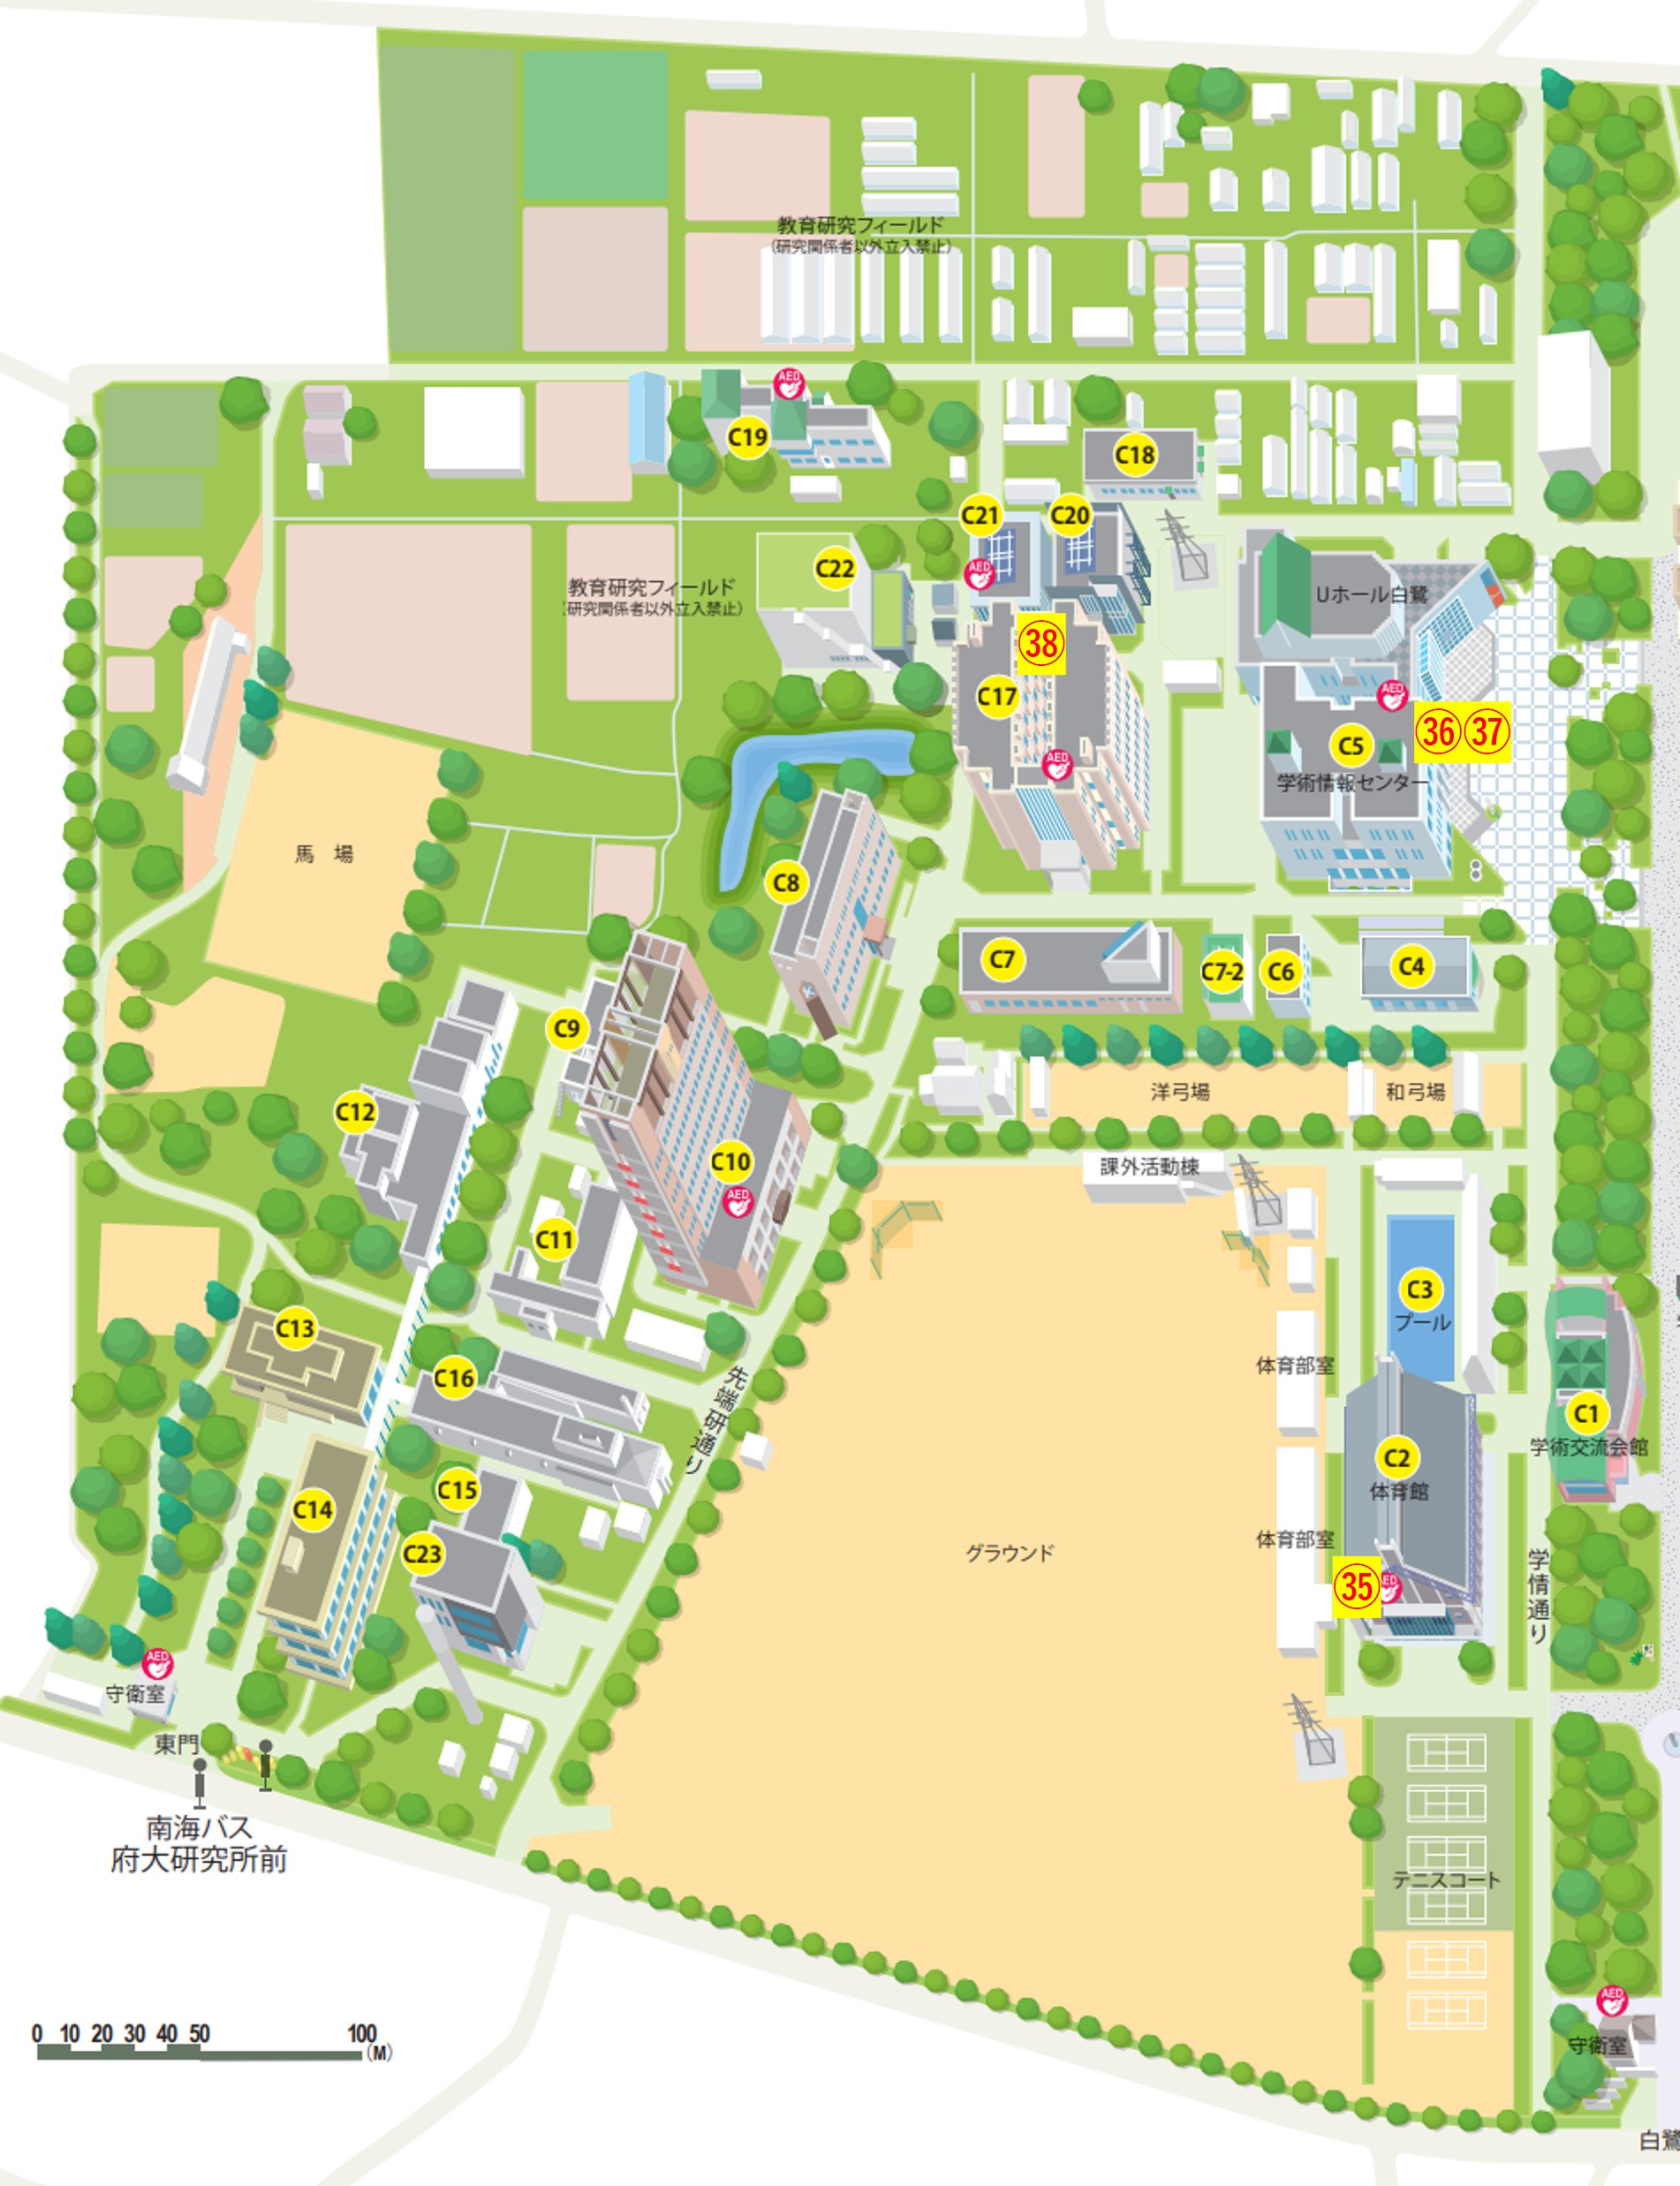 教育研究フィールド
(研究関係者以外立入禁止)
AED
C19
C18
C21
C20
AED
C22
教育研究フィールド
(研究関係者以外立入禁止)
Uホール白鷺
㊳
C17
AED
AED
㊱㊲
C5
学術情報センター
馬 場
C8
C7
C7-2
C6
C4
C9
洋弓場
和弓場
C12
C10
AED
課外活動棟
C11
C3
プール
C13
体育部室
C16
先端研通り
C1
学術交流会館
C2
体育館
C15
C14
体育部室
C23
グラウンド
学情通り
㉟
AED
AED
守衛室
東門
南海バス
府大研究所前
テニスコート
AED
守衛室
0 10 20 30 40 50 100
(M)
白鷺